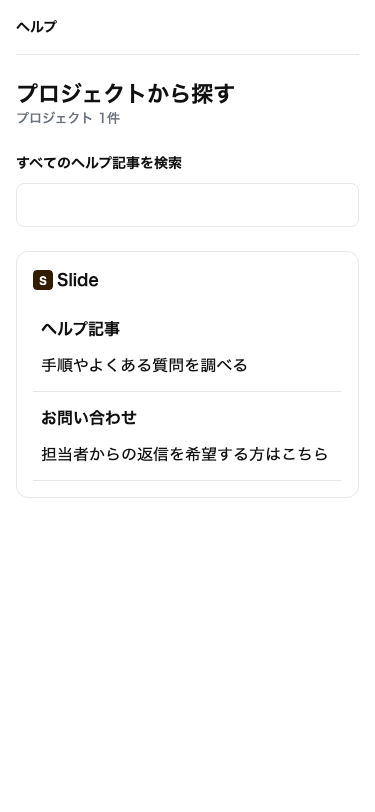 ヘルプ
プロジェクトから探す
プロジェクト 1件
すべてのヘルプ記事を検索
S Slide
ヘルプ記事
手順やよくある質問を調べる
お問い合わせ
担当者からの返信を希望する方はこちら